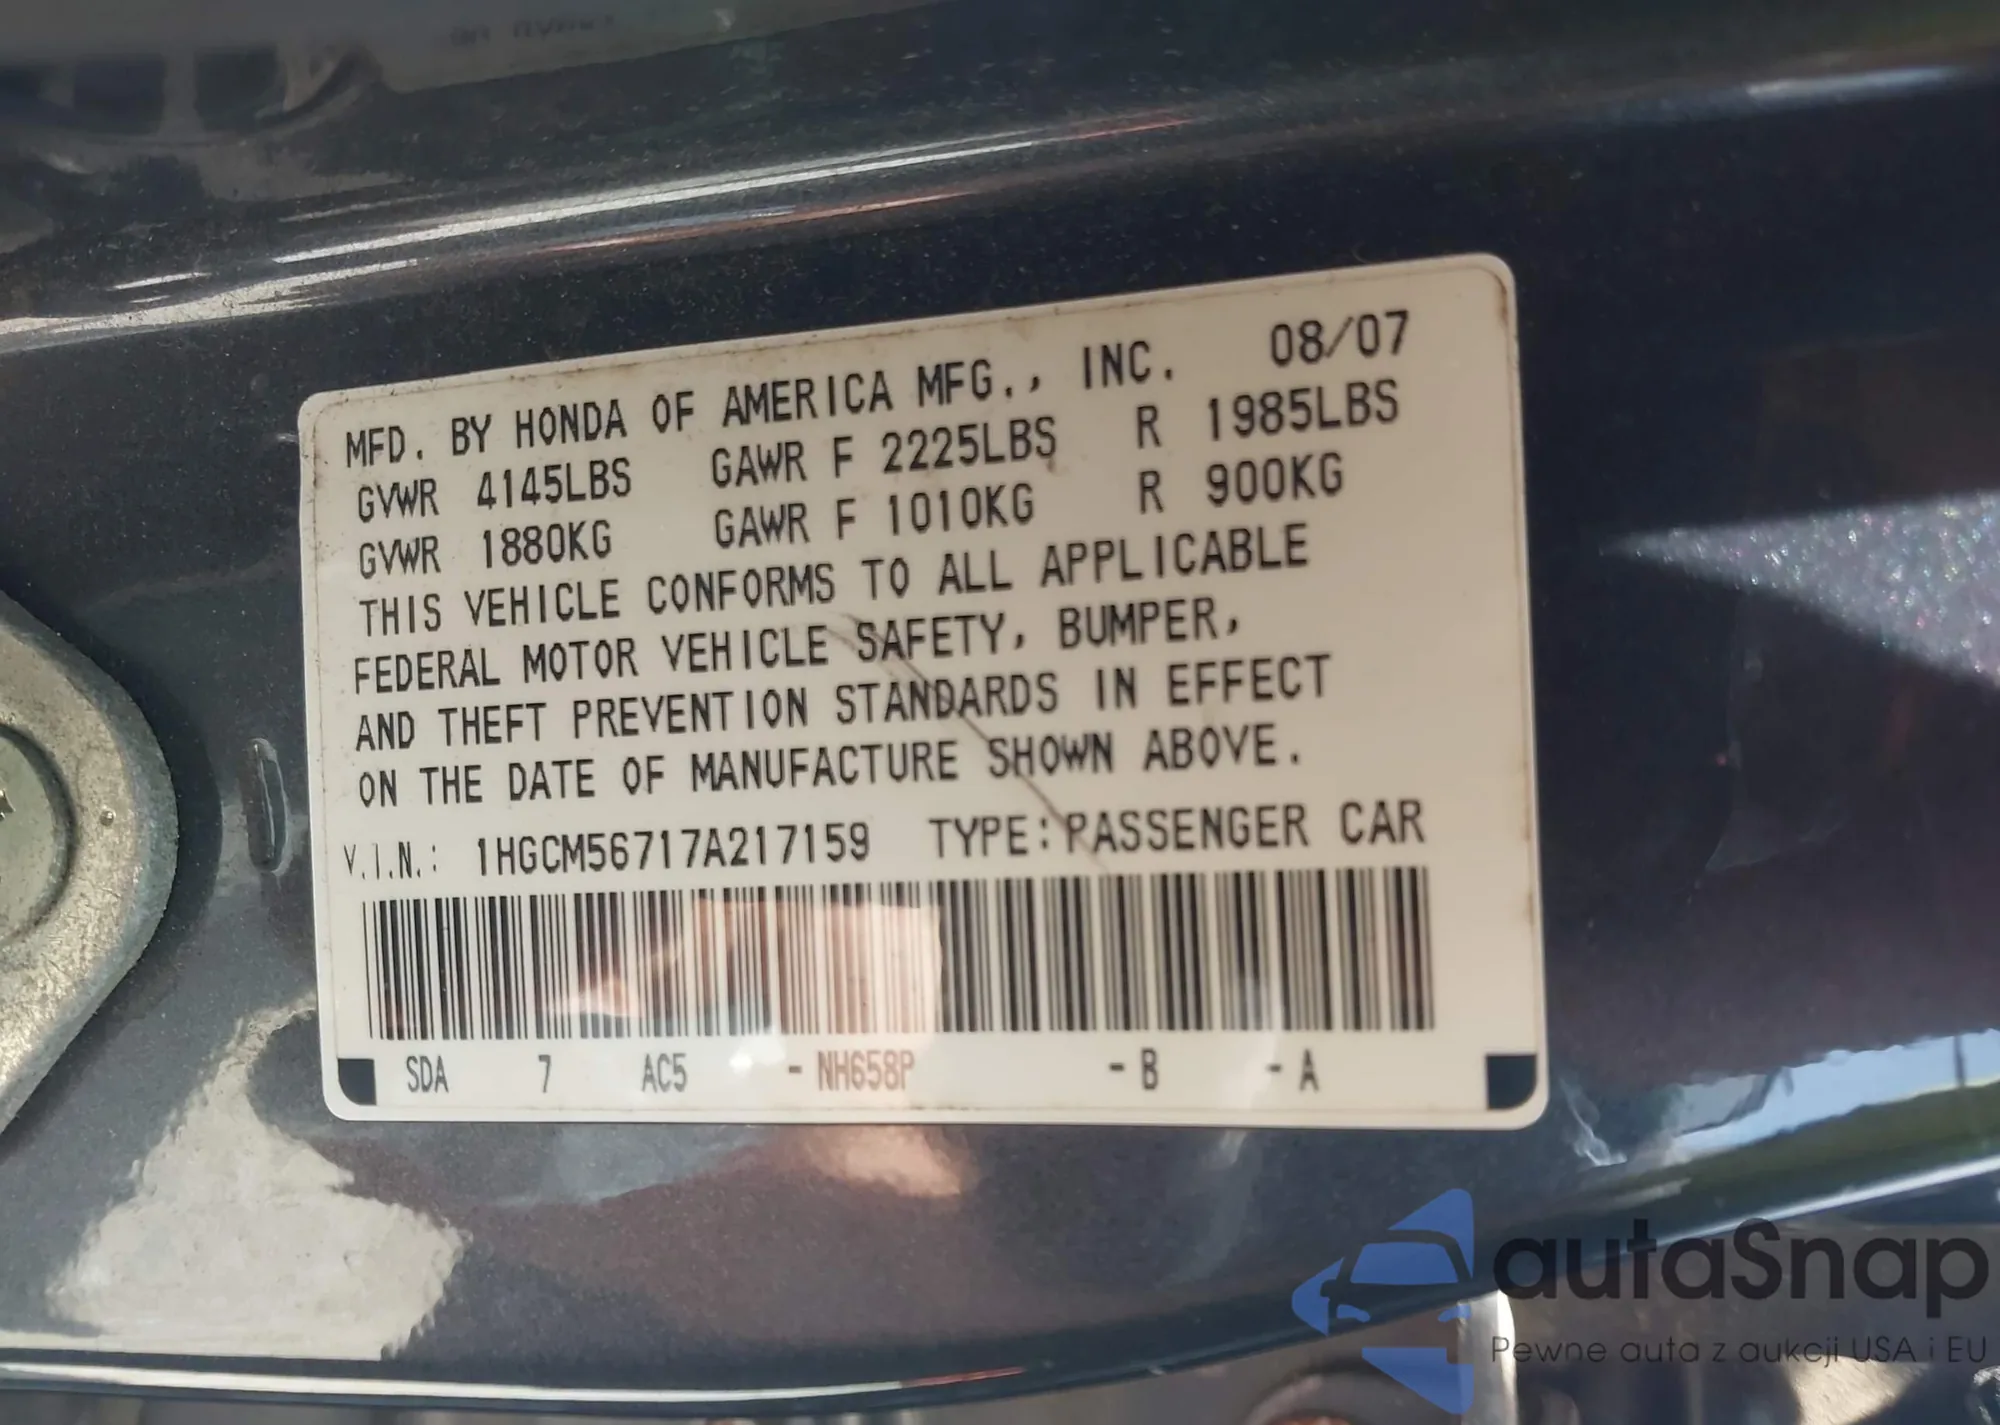 MFD. BY HONDA OF AMERICA MFG., INC. 08/07
GVWR 4145LBS GAWR F 2225LBS R 1985LBS
GVWR 1880KG GAWR F 1010KG R 900KG
THIS VEHICLE CONFORMS TO ALL APPLICABLE
FEDERAL MOTOR VEHICLE SAFETY, BUMPER,
AND THEFT PREVENTION STANDARDS IN EFFECT
ON THE DATE OF MANUFACTURE SHOWN ABOVE.
V.I.N.: 1HGCM56717A217159 TYPE:PASSENGER CAR
SDA 7 AC5 -NH658P -B -A
autaSnap
Pewne auta z aukcji USA i EU